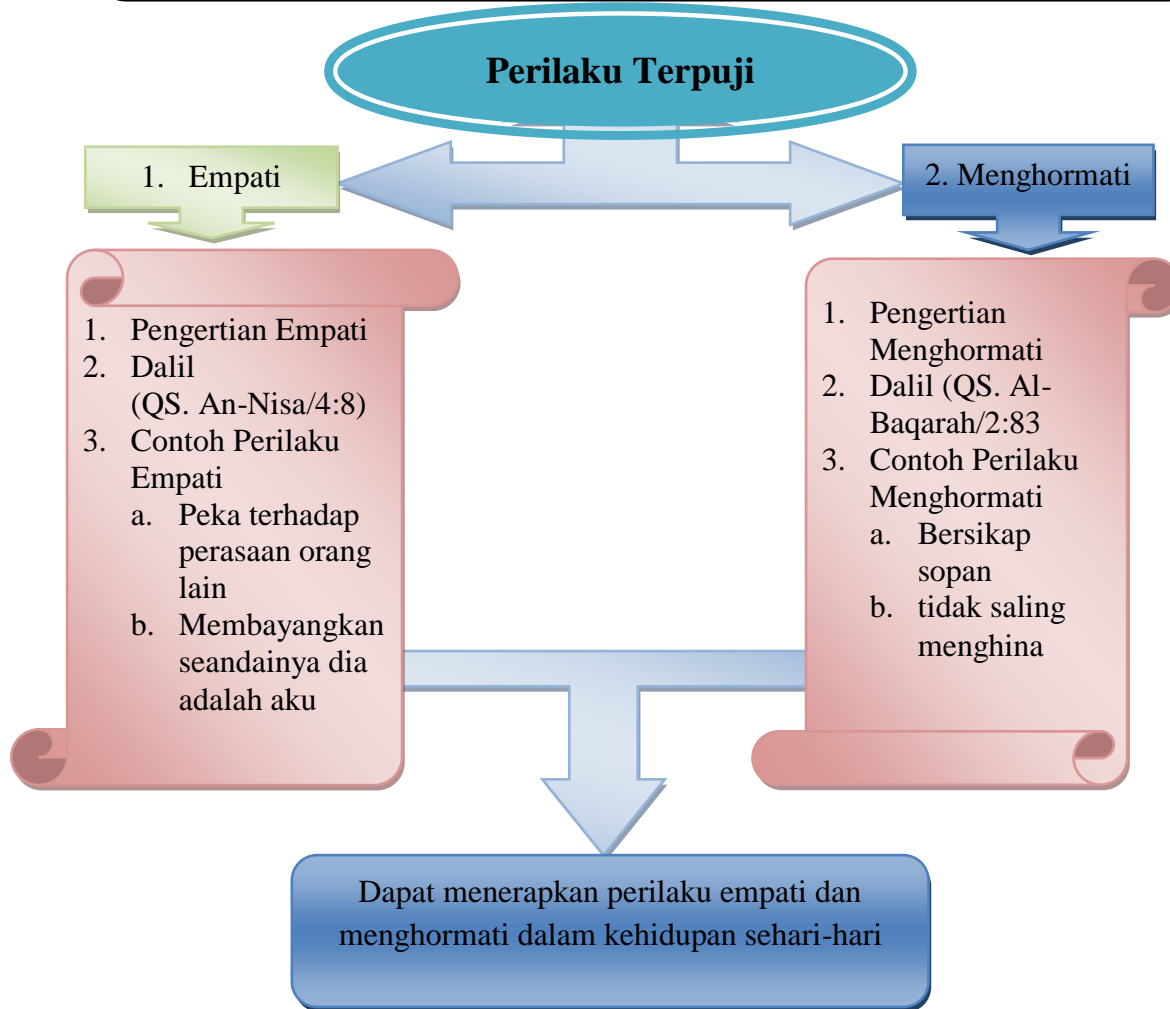 Perilaku Terpuji
1. Empati
2. Menghormati
1. Pengertian Empati
2. Dalil
(QS. An-Nisa/4:8)
3. Contoh Perilaku
Empati
a. Peka terhadap
perasaan orang
lain
b. Membayangkan
seandainya dia
adalah aku
1. Pengertian
Menghormati
2. Dalil (QS. Al-
Baqarah/2:83
3. Contoh Perilaku
Menghormati
a. Bersikap
sopan
b. tidak saling
menghina
Dapat menerapkan perilaku empati dan
menghormati dalam kehidupan sehari-hari